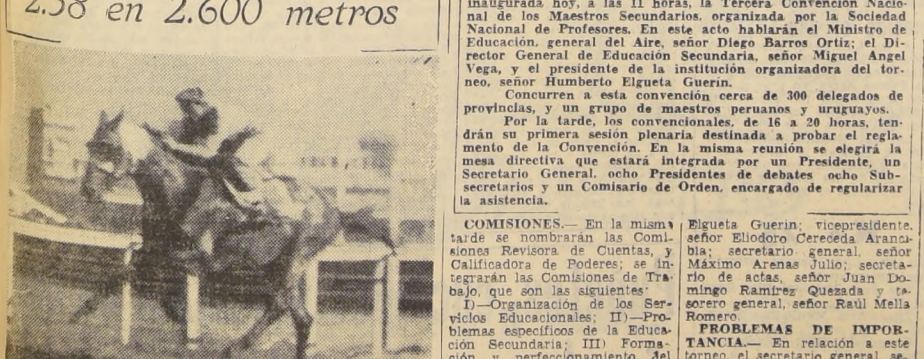 2.38 en 2.600 metros
inaugurada hoy, a las 11 horas, la Tercera Convención Nacio-
nal de los Maestros Secundarios, organizada por la Sociedad
Nacional de Profesores. En este acto hablarán el Ministro de
Educación, general del Aire, señor Diego Barros Ortiz; el Di-
rector General de Educación Secundaria, señor Miguel Angel
Vega, y el presidente de la institución organizadora del tor-
neo, señor Humberto Elgueta Guerin.
Concurren a esta convención cerca de 300 delegados de
provincias, y un grupo de maestros peruanos y uruguayos.
Por la tarde, los convencionales, de 16 a 20 horas, ten-
drán su primera sesión plenaria destinada a probar el regla-
mento de la Convención. En la misma reunión se elegirá la
mesa directiva que estará integrada por un Presidente, un
Secretario General, ocho Presidentes de debates ocho Sub-
secretarios y un Comisario de Orden, encargado de regularizar
la asistencia.
COMISIONES.— En la misma
tarde se nombrarán las Comi-
siones Revisora de Cuentas, y
Calificadora de Poderes; se in-
tegrarán las Comisiones de Tra-
bajo, que son las siguientes:
I)—Organización de los Ser-
vicios Educacionales; II)—Pro-
blemas específicos de la Educa-
ción Secundaria; III) Forma-
ción y perfeccionamiento del
Elgueta Guerin; vicepresidente,
señor Eliodoro Cereceda Aranci-
bia; secretario general, señor
Máximo Arenas Julio; secreta-
rio de actas, señor Juan Do-
mingo Ramírez Quezada y te-
sorero general, señor Raúl Mella
Romero.
PROBLEMAS DE IMPOR-
TANCIA.— En relación a este
torneo el secretario general se-